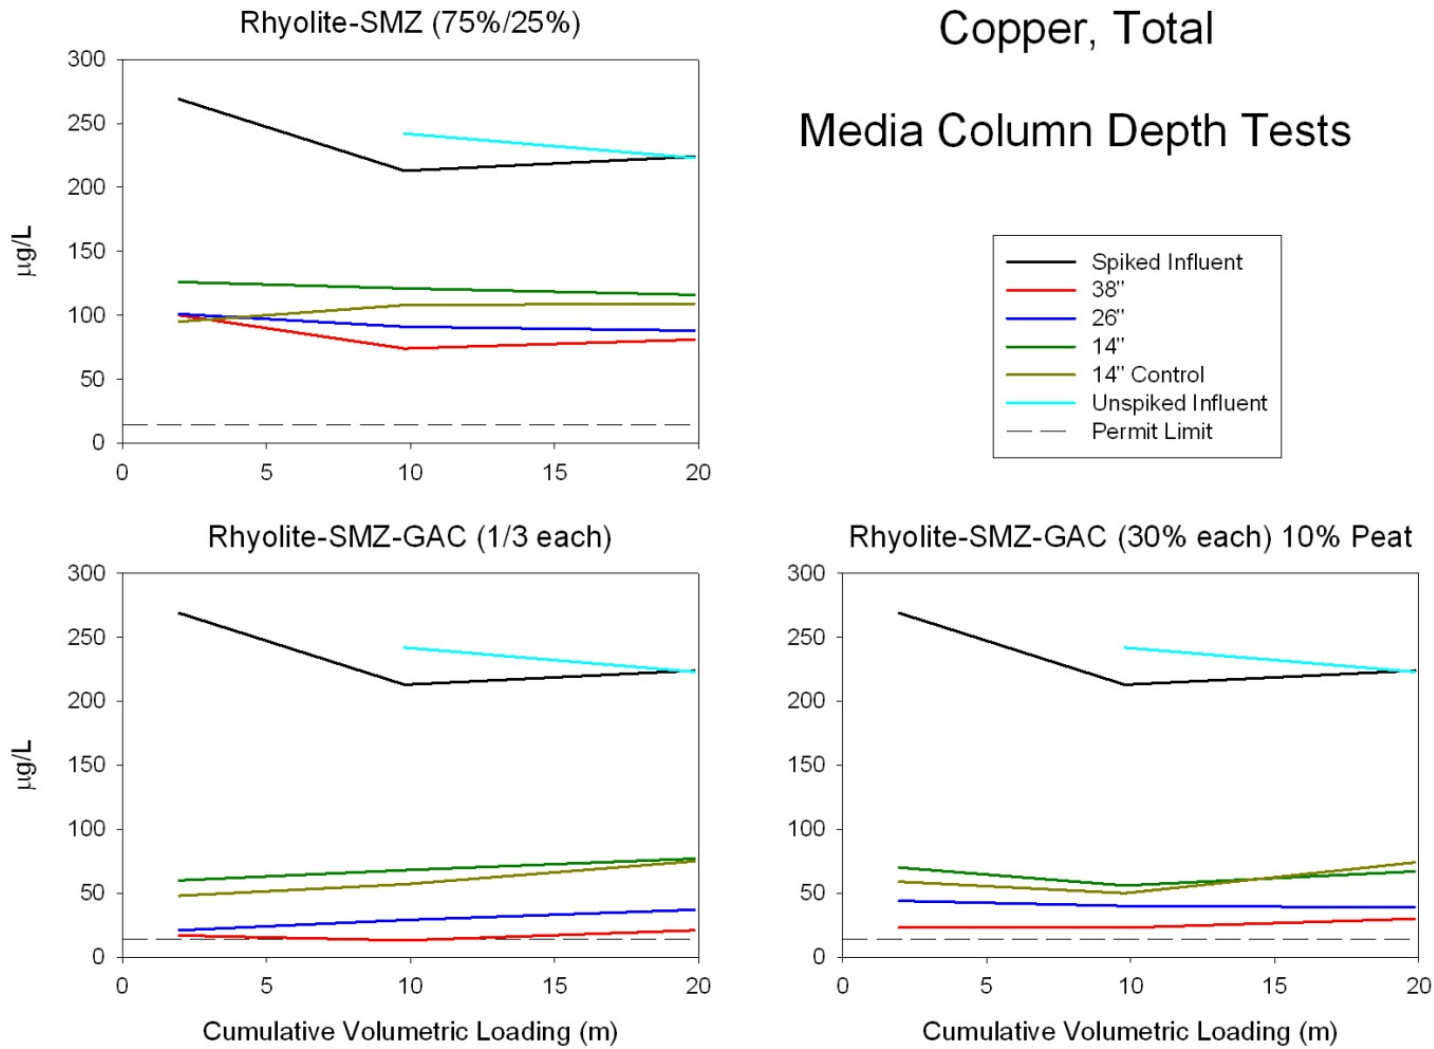 Rhyolite-SMZ (75%/25%)
Copper, Total
Media Column Depth Tests
300
250
200
150
100
50
0
µg/L
0 5 10 15 20
Spiked Influent
38”
26”
14”
14” Control
Unspiked Influent
Permit Limit
Rhyolite-SMZ-GAC (1/3 each)
300
250
200
150
100
50
0
µg/L
0 5 10 15 20
Cumulative Volumetric Loading (m)
Rhyolite-SMZ-GAC (30% each) 10% Peat
300
250
200
150
100
50
0
0 5 10 15 20
Cumulative Volumetric Loading (m)